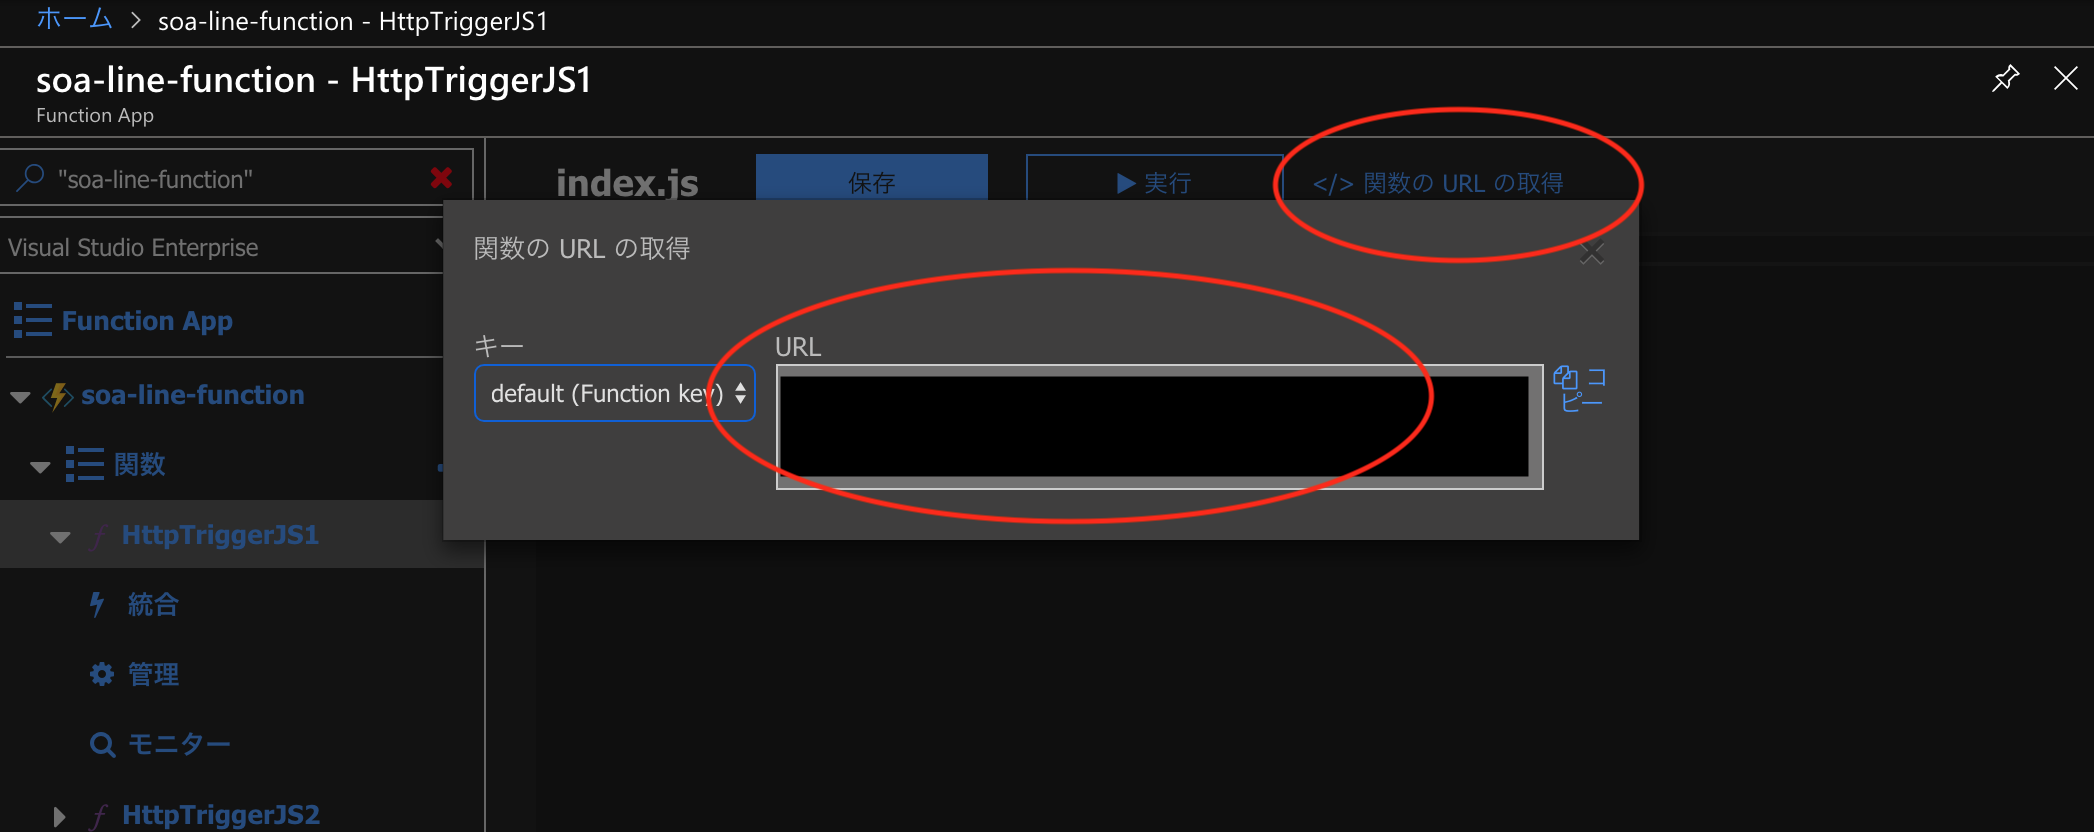 ホーム > soa-line-function - HttpTriggerJS1
soa-line-function - HttpTriggerJS1
Function App
"soa-line-function"
index.js
保存
実行
</> 関数の URL の取得
Visual Studio Enterprise
関数の URL の取得
Function App
キー
URL
default (Function key)
コ
ピー
soa-line-function
関数
HttpTriggerJS1
統合
管理
モニター
HttpTriggerJS2